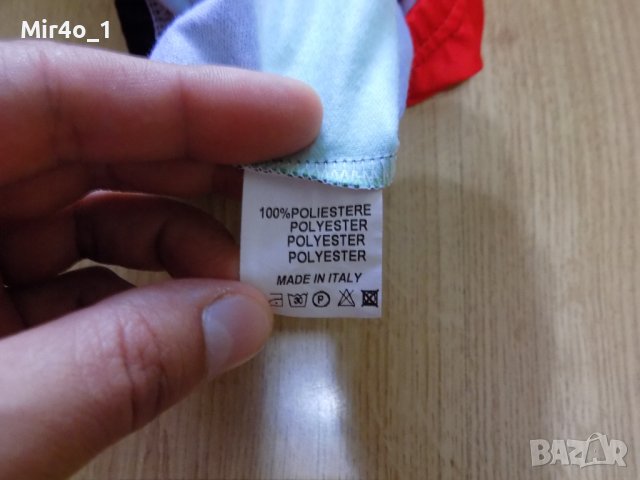 Mir4o_1
100%POLIESTERE
POLYESTER
POLYESTER
POLYESTER
MADE IN ITALY
P
BAZAR